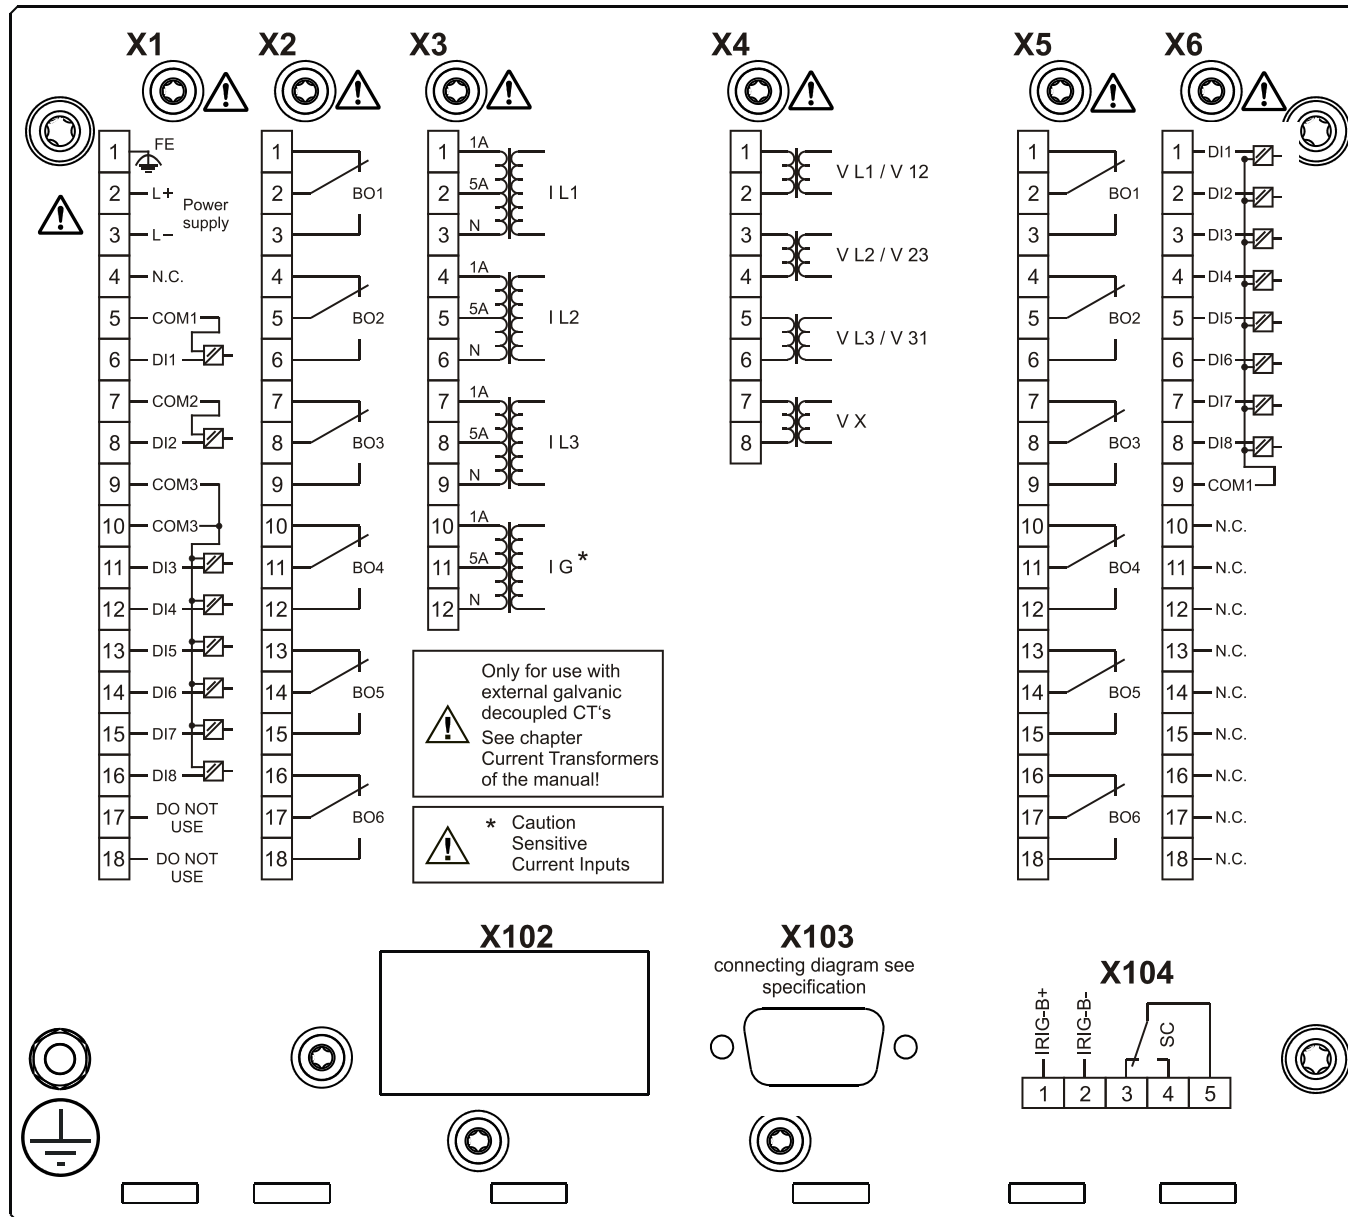 X1 X2 X3 X4 X5 X6
1 FE
2 L+
Power
supply
3 L−
4 N.C.
5 COM1
6 DI1
7 COM2
8 DI2
9 COM3
10 COM3
11 DI3
12 DI4
13 DI5
14 DI6
15 DI7
16 DI8
17 DO NOT
USE
18 DO NOT
USE
1
2 BO1
3
4
5 BO2
6
7
8 BO3
9
10
11 BO4
12
13
14 BO5
15
16
17 BO6
18
1 1A
2 5A I L1
3 N
4 1A
5 5A I L2
6 N
7 1A
8 5A I L3
9 N
10 1A
11 5A I G *
12 N
Only for use with
external galvanic
decoupled CT's
See chapter
Current Transformers
of the manual!
* Caution
Sensitive
Current Inputs
1
V L1 / V 12
2
3
V L2 / V 23
4
5
V L3 / V 31
6
7
V X
8
1
2 BO1
3
4
5 BO2
6
7
8 BO3
9
10
11 BO4
12
13
14 BO5
15
16
17 BO6
18
1 DI1
2 DI2
3 DI3
4 DI4
5 DI5
6 DI6
7 DI7
8 DI8
9 COM1
10 N.C.
11 N.C.
12 N.C.
13 N.C.
14 N.C.
15 N.C.
16 N.C.
17 N.C.
18 N.C.
X102
X103
connecting diagram see
specification
X104
IRIG-B+
IRIG-B-
SC
1 2 3 4 5